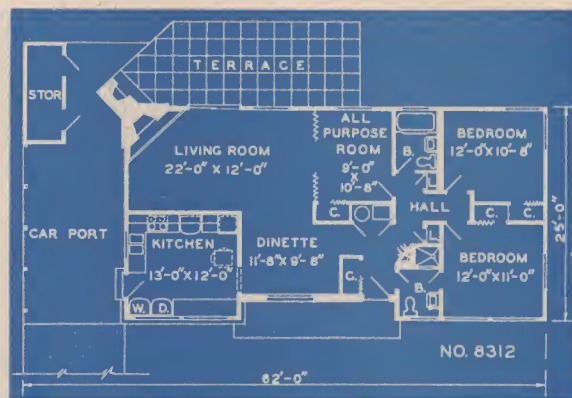 TERRACE
STOR
ALL
PURPOSE
ROOM
9'-0"
X
10'-8"
B.
BEDROOM
12'-0"X10'-8"
LIVING ROOM
22'-0" X 12'-0"
C.
HALL
C.
C.
CAR PORT
KITCHEN
13'-0"X12'-0"
DINETTE
11'-8"X9'-8"
C.
B.
BEDROOM
12'-0"X11'-0"
25'-0"
W.
D.
NO. 8312
62'-0"